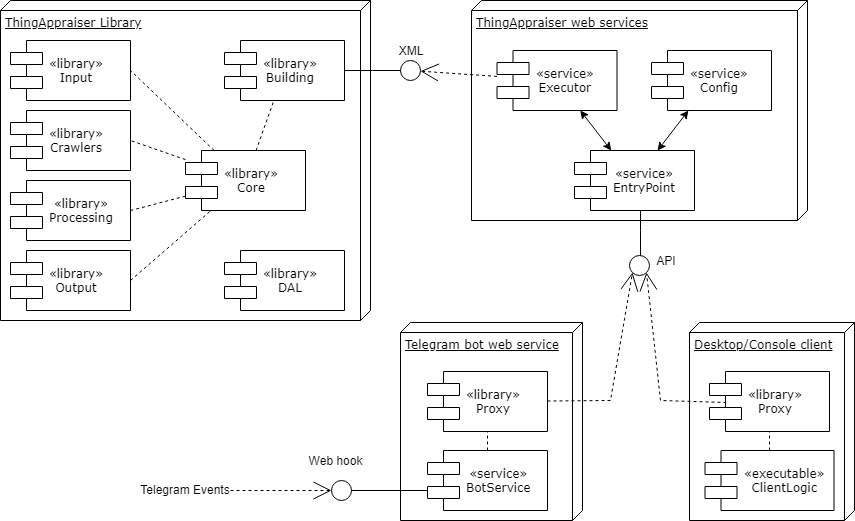 ThingAppraiser Library
«library»
Input
«library»
Building
«library»
Crawlers
«library»
Core
«library»
Processing
«library»
Output
«library»
DAL
XML
ThingAppraiser web services
«service»
Executor
«service»
Config
«service»
EntryPoint
API
Telegram bot web service
«library»
Proxy
«service»
BotService
Web hook
Telegram Events
Desktop/Console client
«library»
Proxy
«executable»
ClientLogic